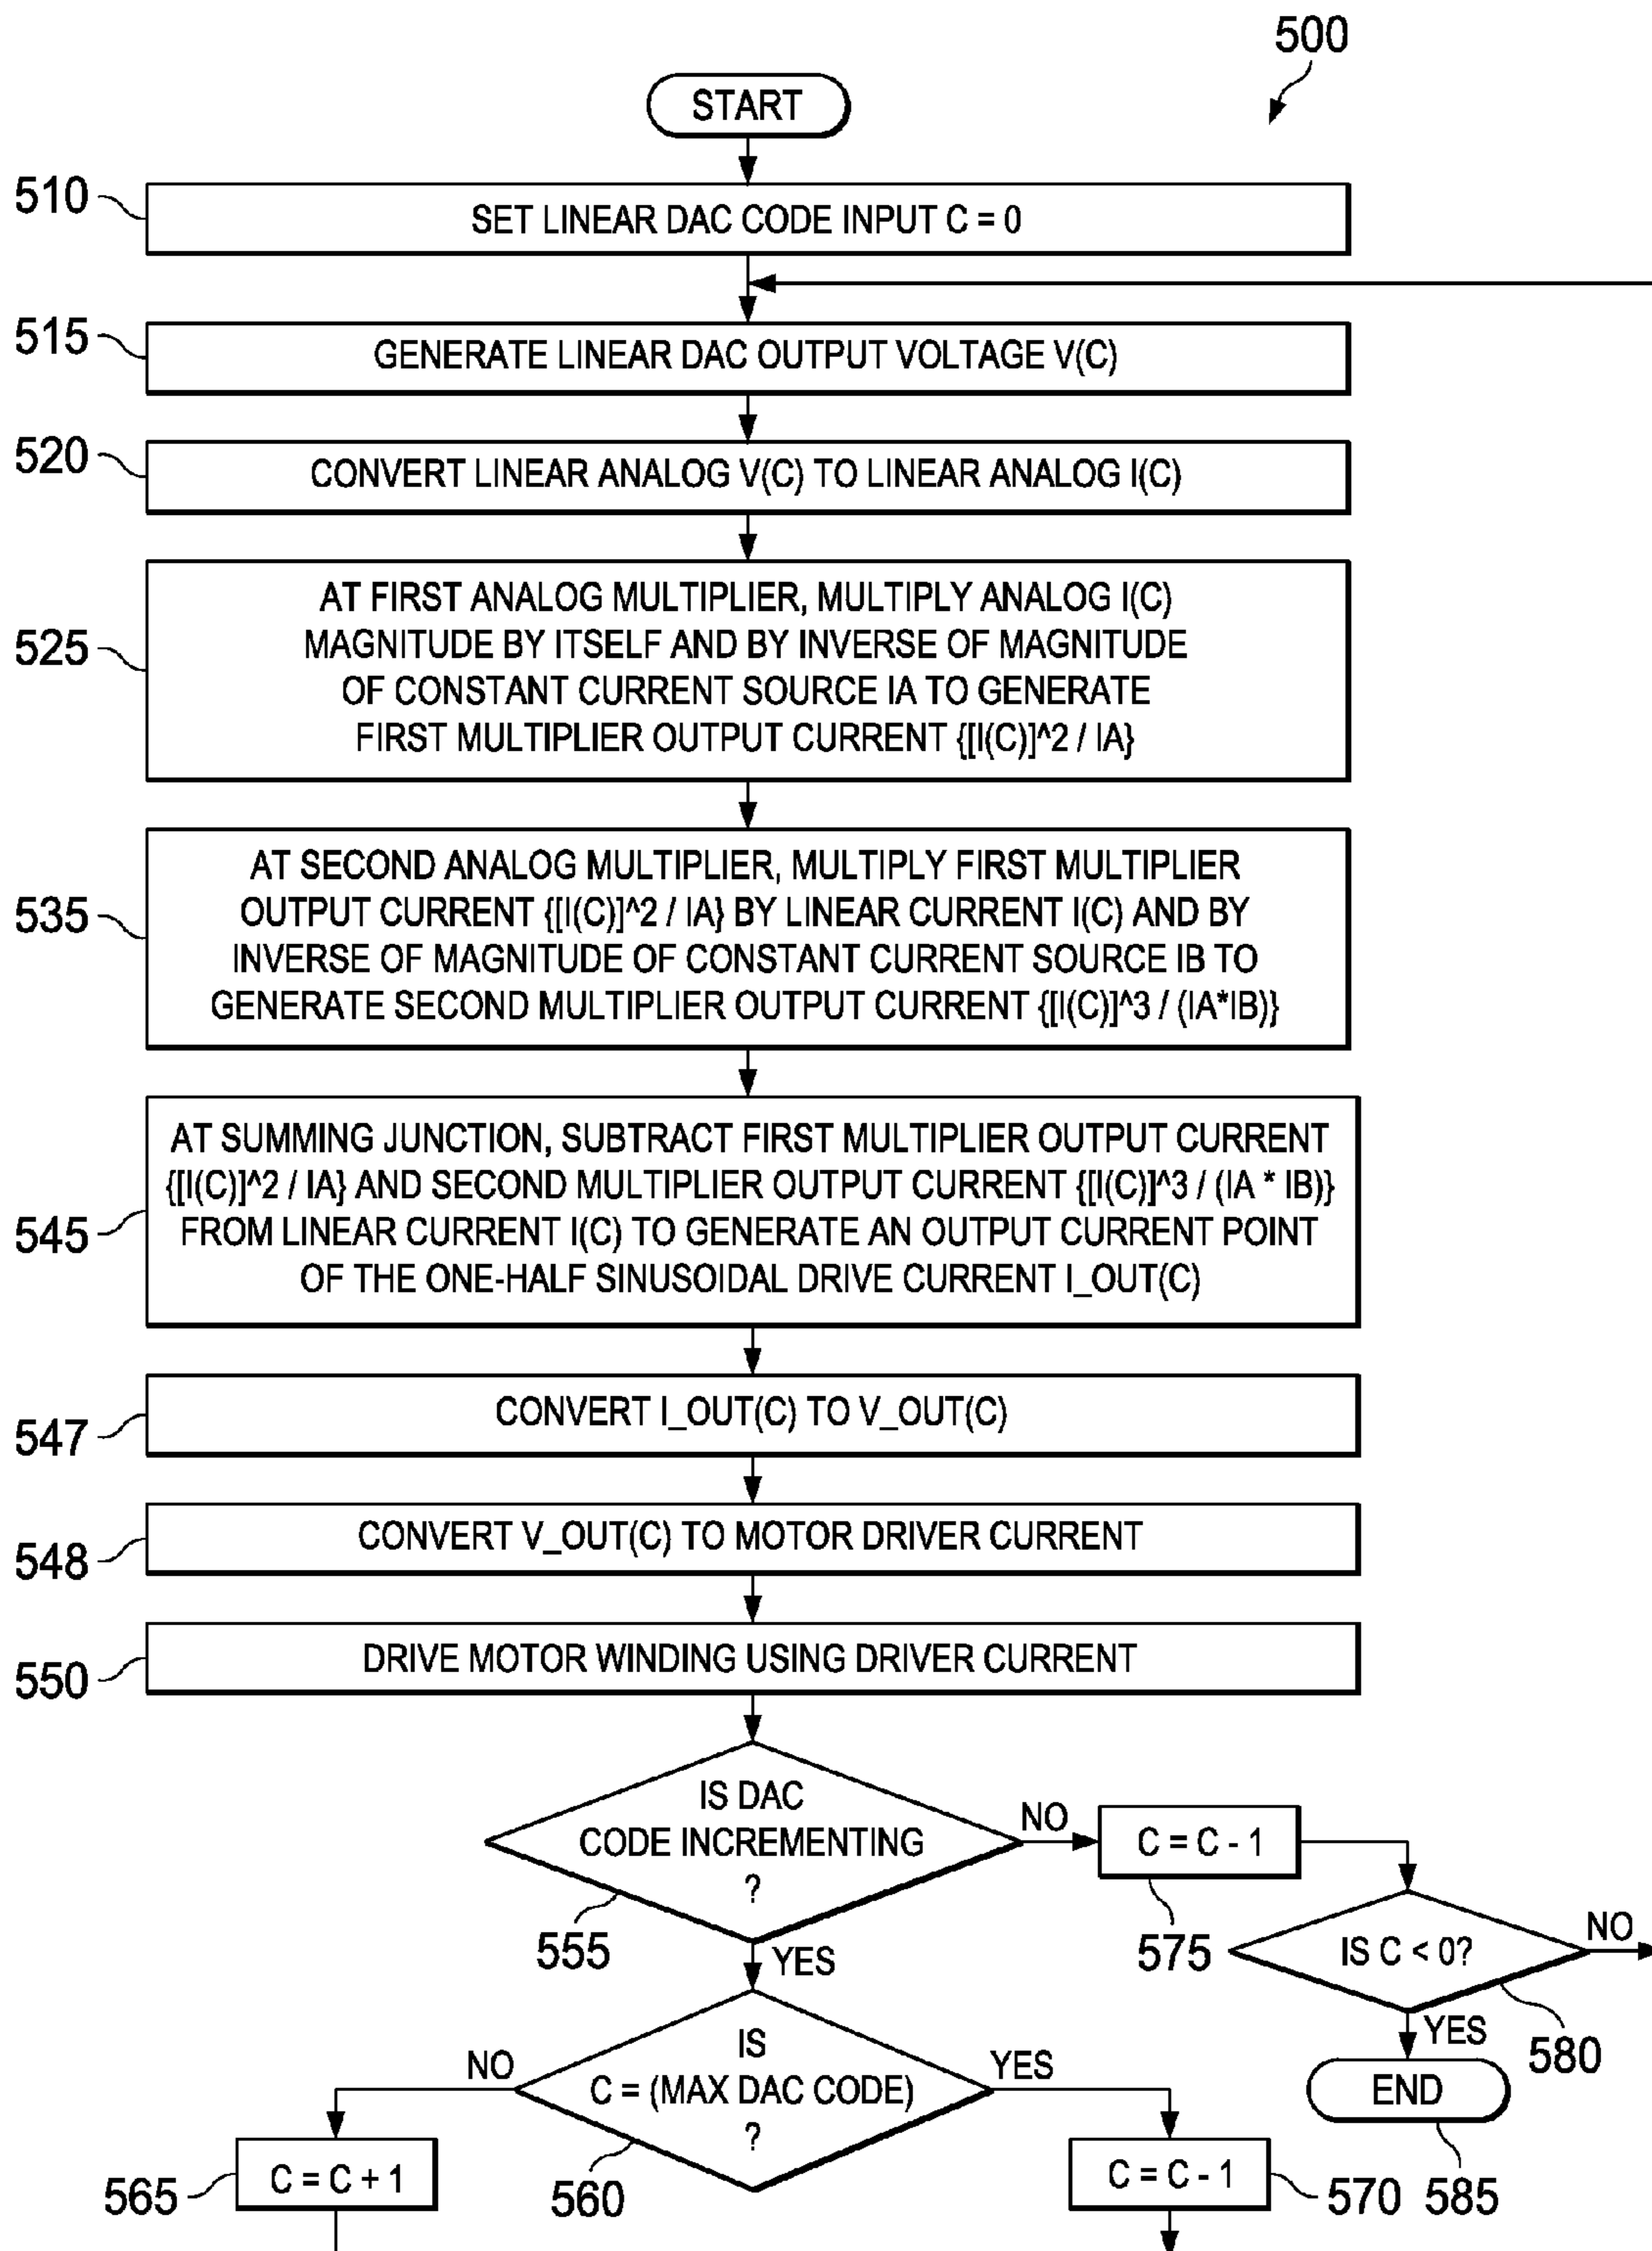 500
START
510
SET LINEAR DAC CODE INPUT C = 0
515
GENERATE LINEAR DAC OUTPUT VOLTAGE V(C)
520
CONVERT LINEAR ANALOG V(C) TO LINEAR ANALOG I(C)
525
AT FIRST ANALOG MULTIPLIER, MULTIPLY ANALOG I(C)
MAGNITUDE BY ITSELF AND BY INVERSE OF MAGNITUDE
OF CONSTANT CURRENT SOURCE IA TO GENERATE
FIRST MULTIPLIER OUTPUT CURRENT {[I(C)]^2 / IA}
535
AT SECOND ANALOG MULTIPLIER, MULTIPLY FIRST MULTIPLIER
OUTPUT CURRENT {[I(C)]^2 / IA} BY LINEAR CURRENT I(C) AND BY
INVERSE OF MAGNITUDE OF CONSTANT CURRENT SOURCE IB TO
GENERATE SECOND MULTIPLIER OUTPUT CURRENT {[I(C)]^3 / (IA*IB)}
545
AT SUMMING JUNCTION, SUBTRACT FIRST MULTIPLIER OUTPUT CURRENT
{[I(C)]^2 / IA} AND SECOND MULTIPLIER OUTPUT CURRENT {[I(C)]^3 / (IA * IB)}
FROM LINEAR CURRENT I(C) TO GENERATE AN OUTPUT CURRENT POINT
OF THE ONE-HALF SINUSOIDAL DRIVE CURRENT I_OUT(C)
547
CONVERT I_OUT(C) TO V_OUT(C)
548
CONVERT V_OUT(C) TO MOTOR DRIVER CURRENT
550
DRIVE MOTOR WINDING USING DRIVER CURRENT
IS DAC
CODE INCREMENTING
?
555
NO
C = C - 1
575
IS C < 0?
NO
580
YES
END
585
YES
IS
C = (MAX DAC CODE)
?
560
NO
C = C + 1
565
YES
C = C - 1
570